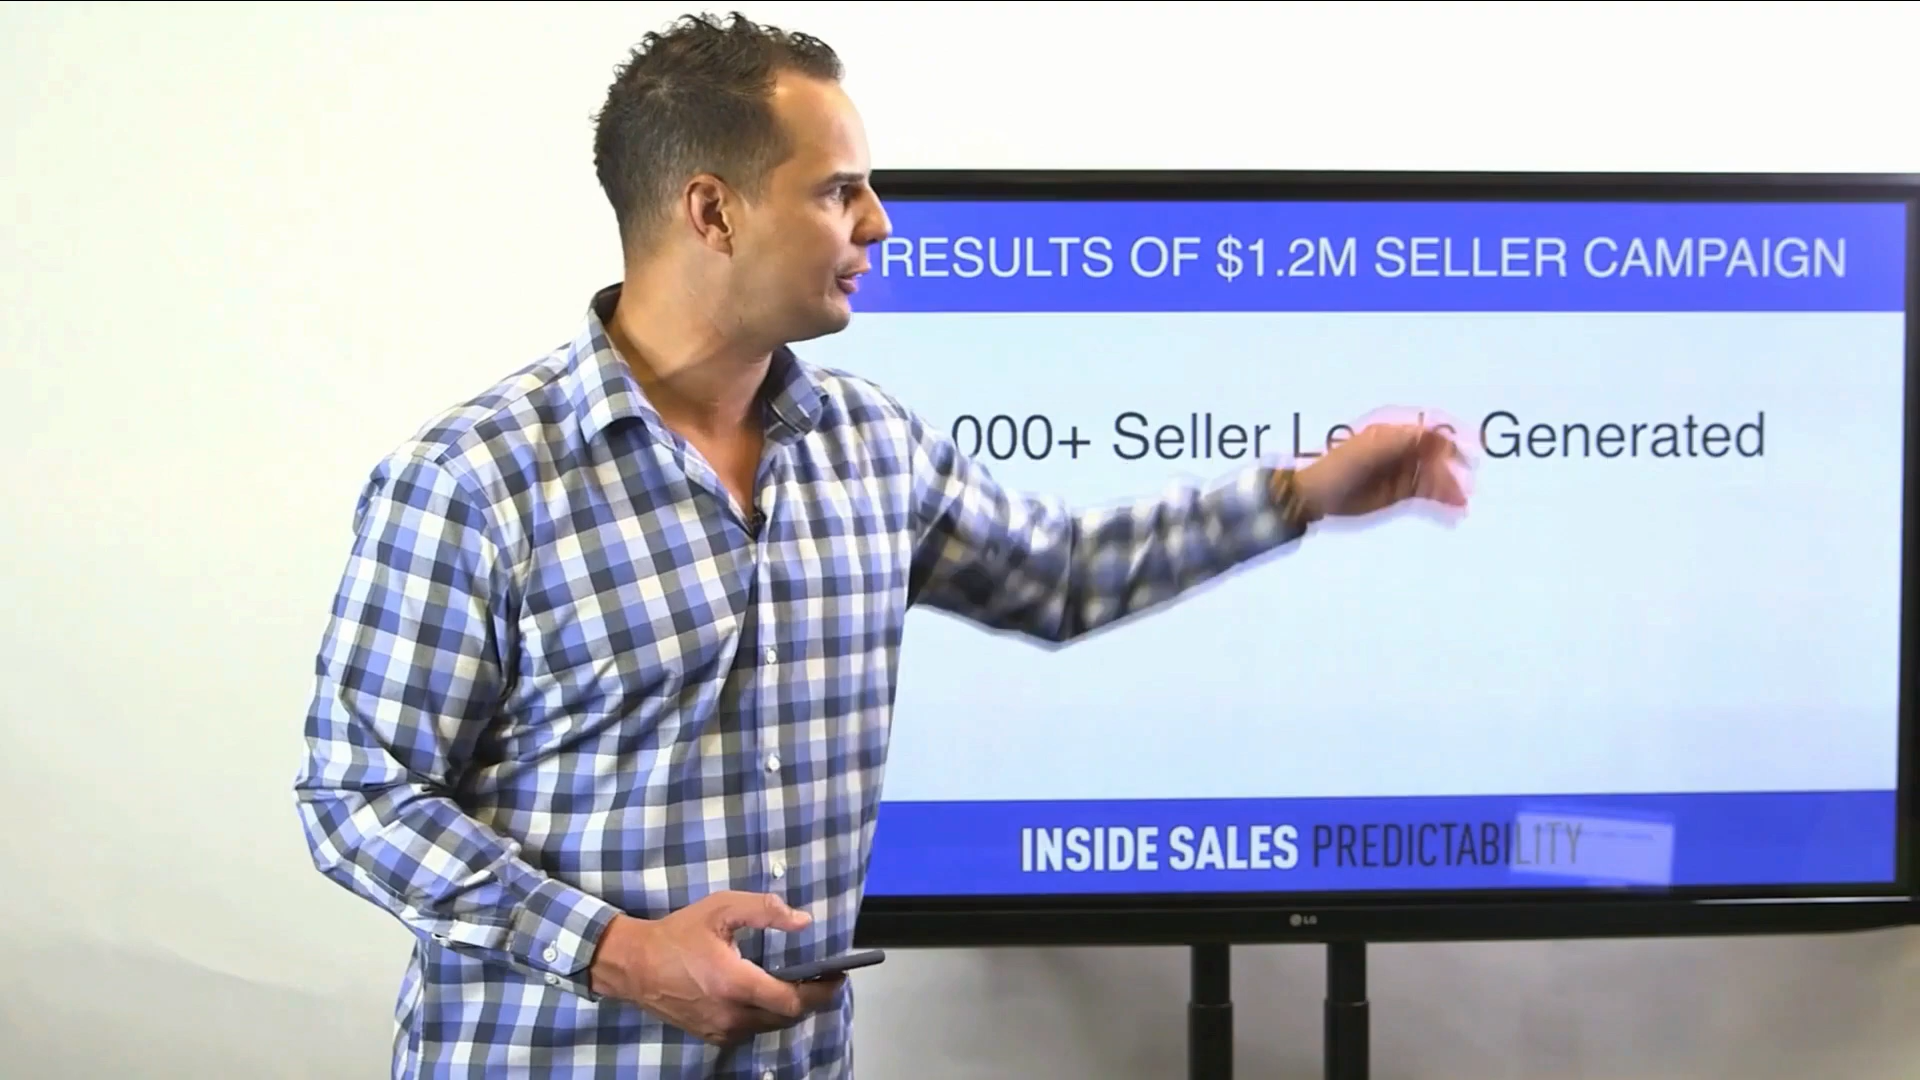 RESULTS OF $1.2M SELLER CAMPAIGN
000+ Seller Generated
INSIDE SALES PREDICTABILITY
LG